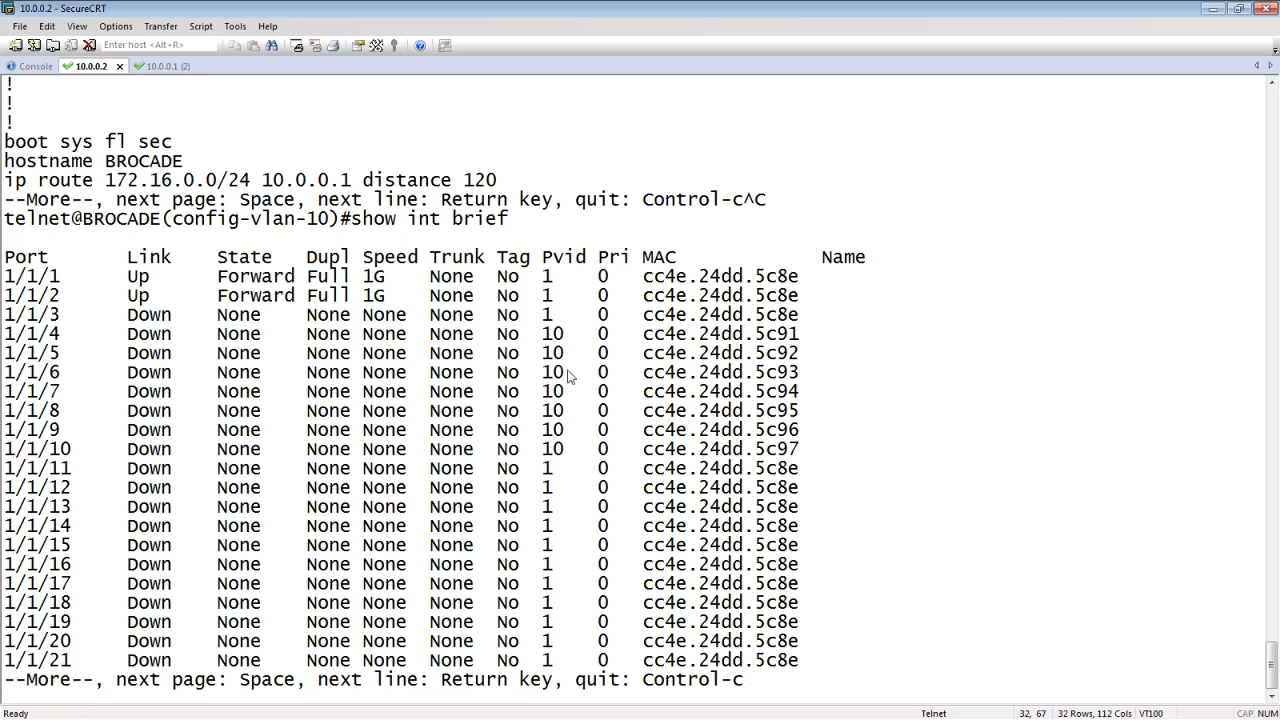 10.0.0.2 - SecureCRT
File Edit View Options Transfer Script Tools Help
Enter host <Alt+R>
Console 10.0.0.2 × 10.0.0.1 (2)
!
!
!
boot sys fl sec
hostname BROCADE
ip route 172.16.0.0/24 10.0.0.1 distance 120
--More--, next page: Space, next line: Return key, quit: Control-c^C
telnet@BROCADE(config-vlan-10)#show int brief
Port Link State Dupl Speed Trunk Tag Pvid Pri MAC Name
1/1/1 Up Forward Full 1G None No 1 0 cc4e.24dd.5c8e
1/1/2 Up Forward Full 1G None No 1 0 cc4e.24dd.5c8e
1/1/3 Down None None None None No 1 0 cc4e.24dd.5c8e
1/1/4 Down None None None None No 10 0 cc4e.24dd.5c91
1/1/5 Down None None None None No 10 0 cc4e.24dd.5c92
1/1/6 Down None None None None No 10 0 cc4e.24dd.5c93
1/1/7 Down None None None None No 10 0 cc4e.24dd.5c94
1/1/8 Down None None None None No 10 0 cc4e.24dd.5c95
1/1/9 Down None None None None No 10 0 cc4e.24dd.5c96
1/1/10 Down None None None None No 10 0 cc4e.24dd.5c97
1/1/11 Down None None None None No 1 0 cc4e.24dd.5c8e
1/1/12 Down None None None None No 1 0 cc4e.24dd.5c8e
1/1/13 Down None None None None No 1 0 cc4e.24dd.5c8e
1/1/14 Down None None None None No 1 0 cc4e.24dd.5c8e
1/1/15 Down None None None None No 1 0 cc4e.24dd.5c8e
1/1/16 Down None None None None No 1 0 cc4e.24dd.5c8e
1/1/17 Down None None None None No 1 0 cc4e.24dd.5c8e
1/1/18 Down None None None None No 1 0 cc4e.24dd.5c8e
1/1/19 Down None None None None No 1 0 cc4e.24dd.5c8e
1/1/20 Down None None None None No 1 0 cc4e.24dd.5c8e
1/1/21 Down None None None None No 1 0 cc4e.24dd.5c8e
--More--, next page: Space, next line: Return key, quit: Control-c
Ready Telnet 32, 67 32 Rows, 112 Cols VT100 CAP NUM